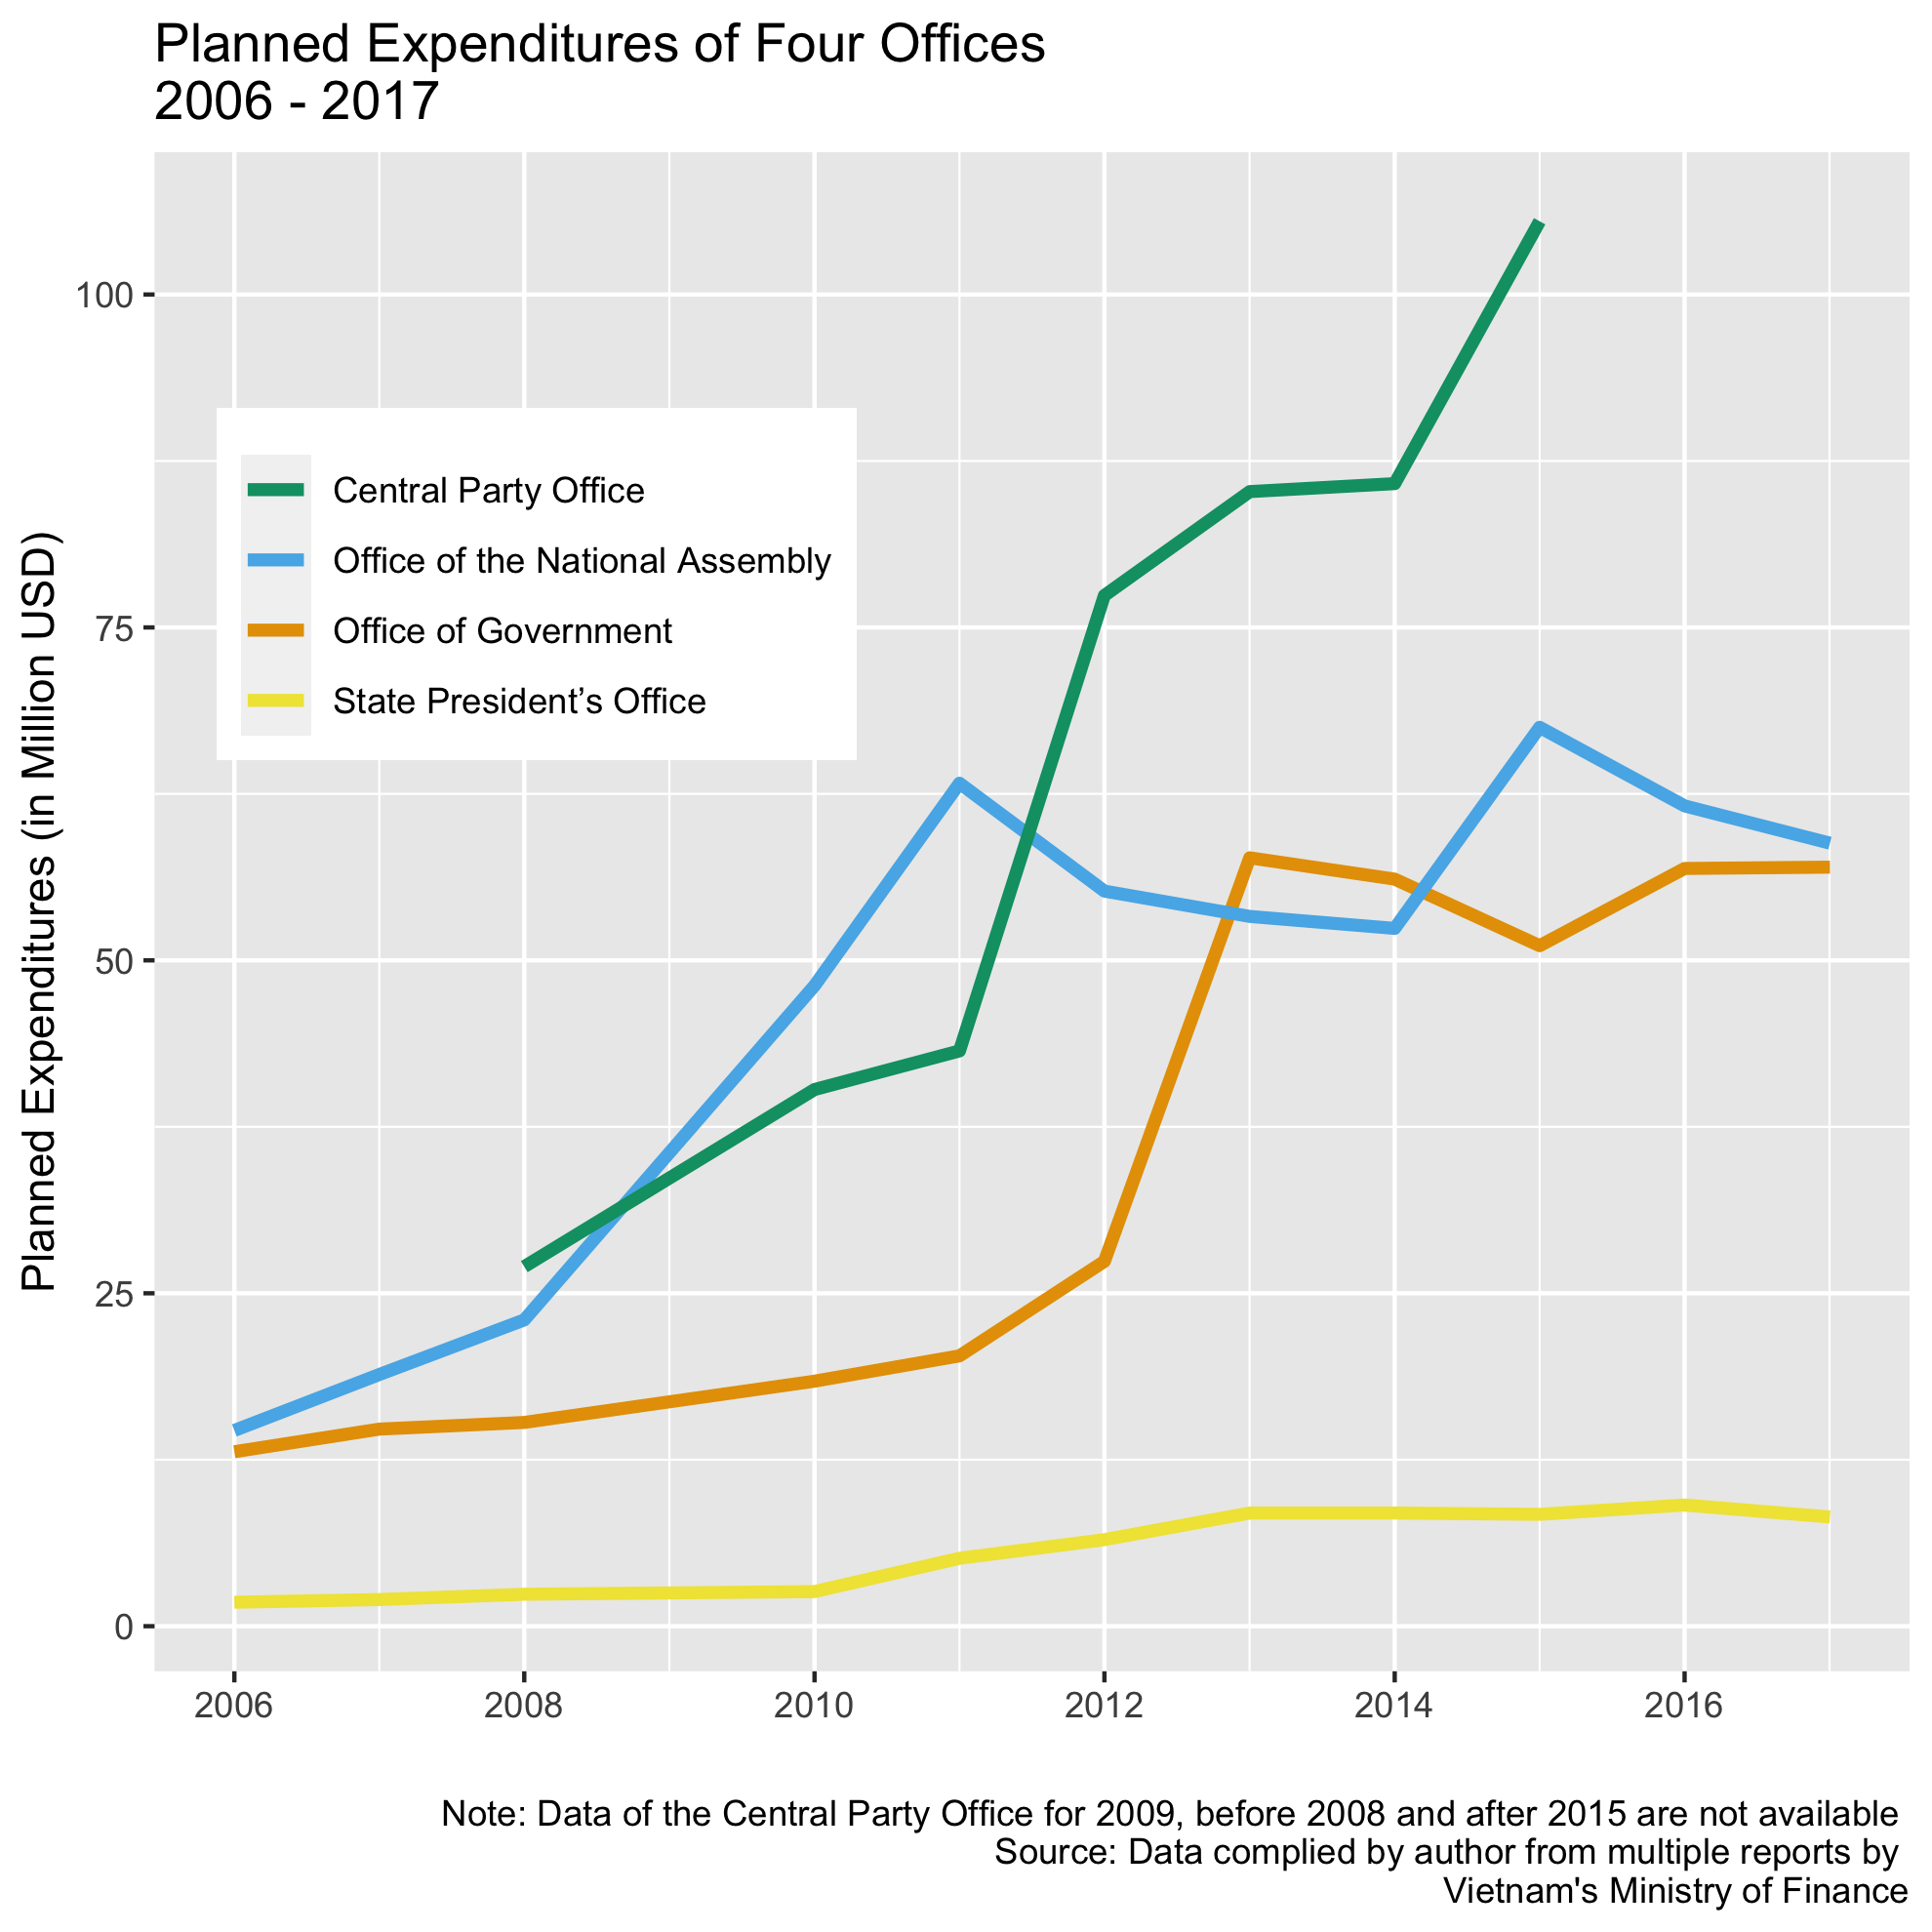 Planned Expenditures of Four Offices
2006 - 2017
Planned Expenditures (in Million USD)
100
75
50
25
0
Central Party Office
Office of the National Assembly
Office of Government
State President’s Office
2006 2008 2010 2012 2014 2016
Note: Data of the Central Party Office for 2009, before 2008 and after 2015 are not available
Source: Data complied by author from multiple reports by
Vietnam's Ministry of Finance